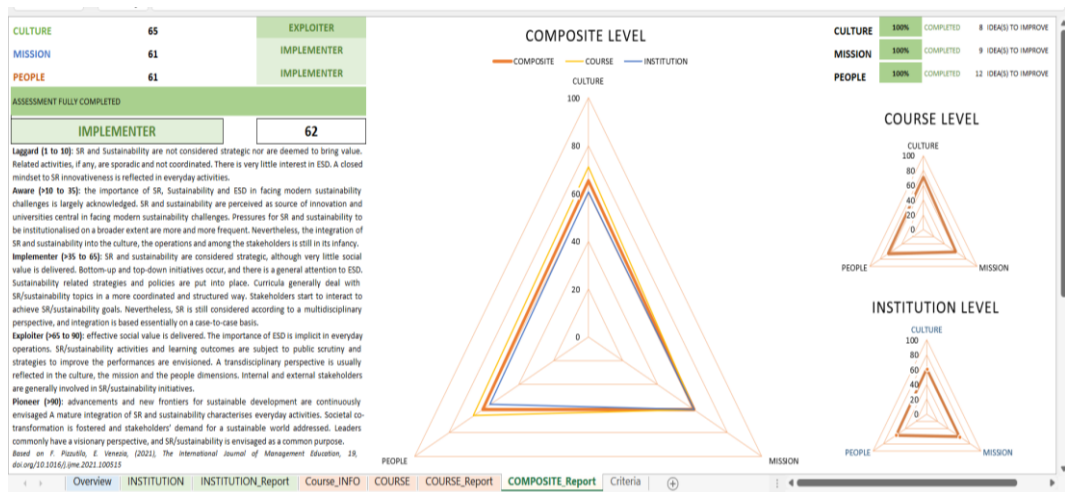 CULTURE 65 EXPLOITER
MISSION 61 IMPLEMENTER
PEOPLE 61 IMPLEMENTER
ASSESSMENT FULLY COMPLETED
IMPLEMENTER 62
Laggard (1 to 10): SR and Sustainability are not considered strategic nor are deemed to bring value.
Related activities, if any, are sporadic and not coordinated. There is very little interest in ESD. A closed
mindset to SR innovativeness is reflected in everyday activities.
Aware (>10 to 35): the importance of SR, Sustainability and ESD in facing modern sustainability
challenges is largely acknowledged. SR and sustainability are perceived as source of innovation and
universities central in facing modern sustainability challenges. Pressures for SR and sustainability to
be institutionalised on a broader extent are more and more frequent. Nevertheless, the integration of
SR and sustainability into the culture, the operations and among the stakeholders is still in its infancy.
Implementer (>35 to 65): SR and sustainability are considered strategic, although very little social
value is delivered. Bottom-up and top-down initiatives occur, and there is a general attention to ESD.
Sustainability related strategies and policies are put into place. Curricula generally deal with
SR/sustainability topics in a more coordinated and structured way. Stakeholders start to interact to
achieve SR/sustainability goals. Nevertheless, SR is still considered according to a multidisciplinary
perspective, and integration is based essentially on a case-to-case basis.
Exploiter (>65 to 90): effective social value is delivered. The importance of ESD is implicit in everyday
operations. SR/sustainability activities and learning outcomes are subject to public scrutiny and
strategies to improve the performances are envisioned. A transdisciplinary perspective is usually
reflected in the culture, the mission and the people dimensions. Internal and external stakeholders
are generally involved in SR/sustainability initiatives.
Pioneer (>90): advancements and new frontiers for sustainable development are continuously
envisaged A mature integration of SR and sustainability characterises everyday activities. Societal co-
transformation is fostered and stakeholders' demand for a sustainable world addressed. Leaders
commonly have a visionary perspective, and SR/sustainability is envisaged as a common purpose.
Based on F. Pizzutilo, E. Venezia, (2021), The International Journal of Management Education, 19,
doi.org/10.1016/j.ijme.2021.100515
COMPOSITE LEVEL
COMPOSITE COURSE INSTITUTION
CULTURE
100
80
60
40
20
0
PEOPLE MISSION
CULTURE 100% COMPLETED 8 IDEA(S) TO IMPROVE
MISSION 100% COMPLETED 9 IDEA(S) TO IMPROVE
PEOPLE 100% COMPLETED 12 IDEA(S) TO IMPROVE
COURSE LEVEL
CULTURE
100
80
60
40
20
0
PEOPLE MISSION
INSTITUTION LEVEL
CULTURE
100
80
60
40
20
0
PEOPLE MISSION
Overview INSTITUTION INSTITUTION_Report Course_INFO COURSE COURSE_Report COMPOSITE_Report Criteria